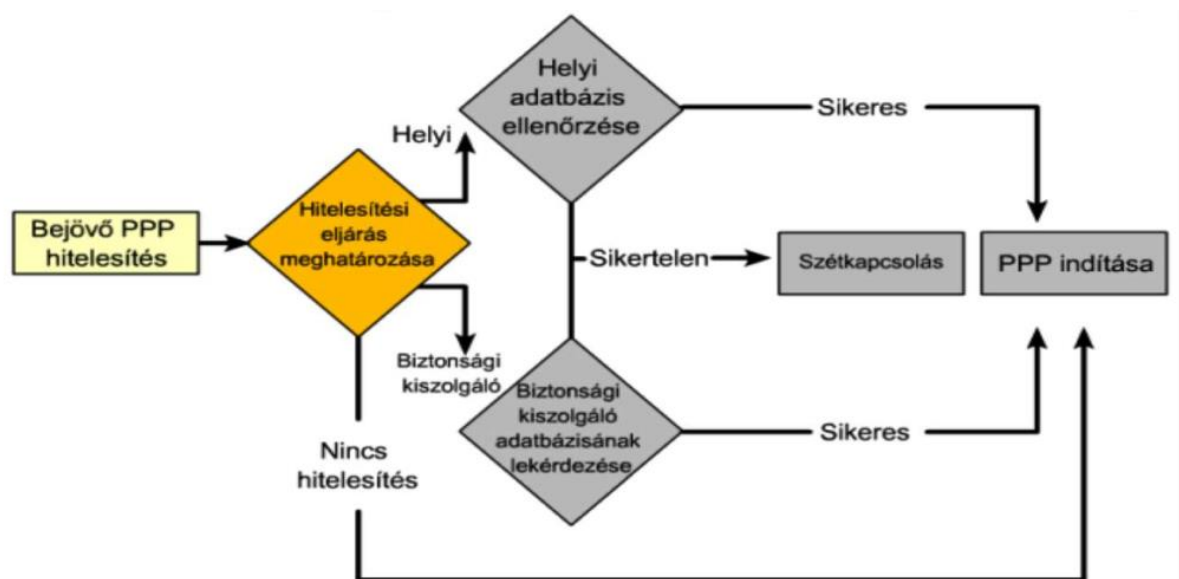 Helyi
adatbázis
ellenőrzése
Sikeres
Helyi
Bejövő PPP
hitelesítés
Hitelesítési
eljárás
meghatározása
Sikertelen
Szétkapcsolás
PPP indítása
Biztonsági
kiszolgáló
Biztonsági
kiszolgáló
adatbázisának
lekérdezése
Sikeres
Nincs
hitelesítés